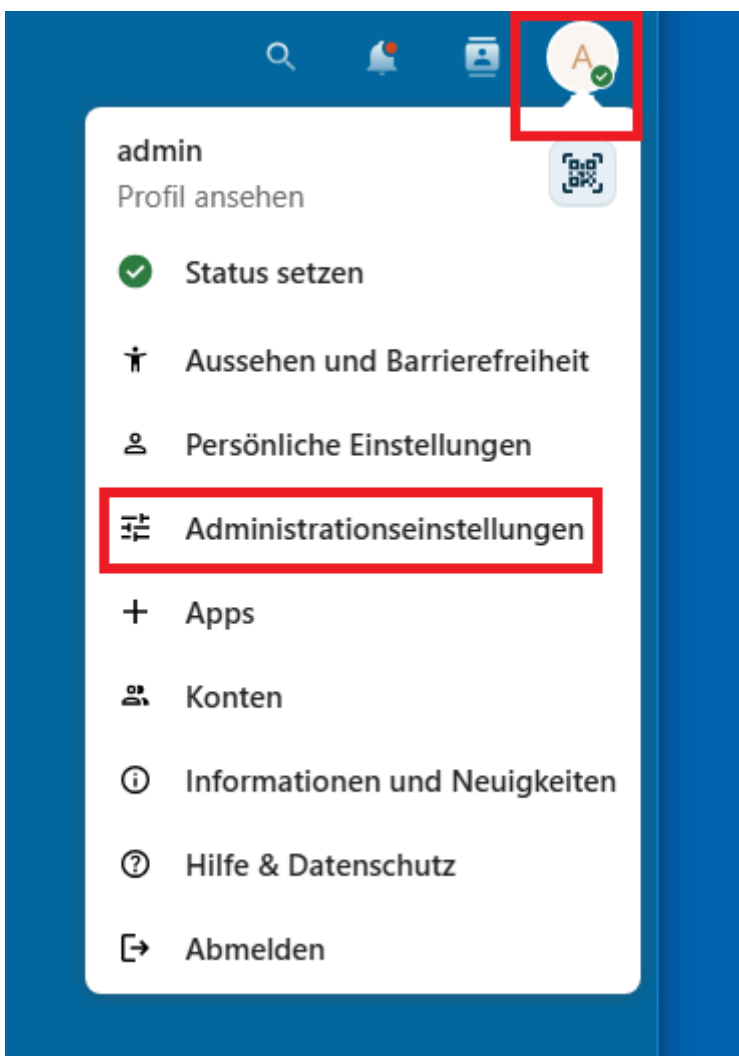 A
admin
Profil ansehen
Status setzen
Aussehen und Barrierefreiheit
Persönliche Einstellungen
Administrationseinstellungen
Apps
Konten
Informationen und Neuigkeiten
Hilfe & Datenschutz
Abmelden